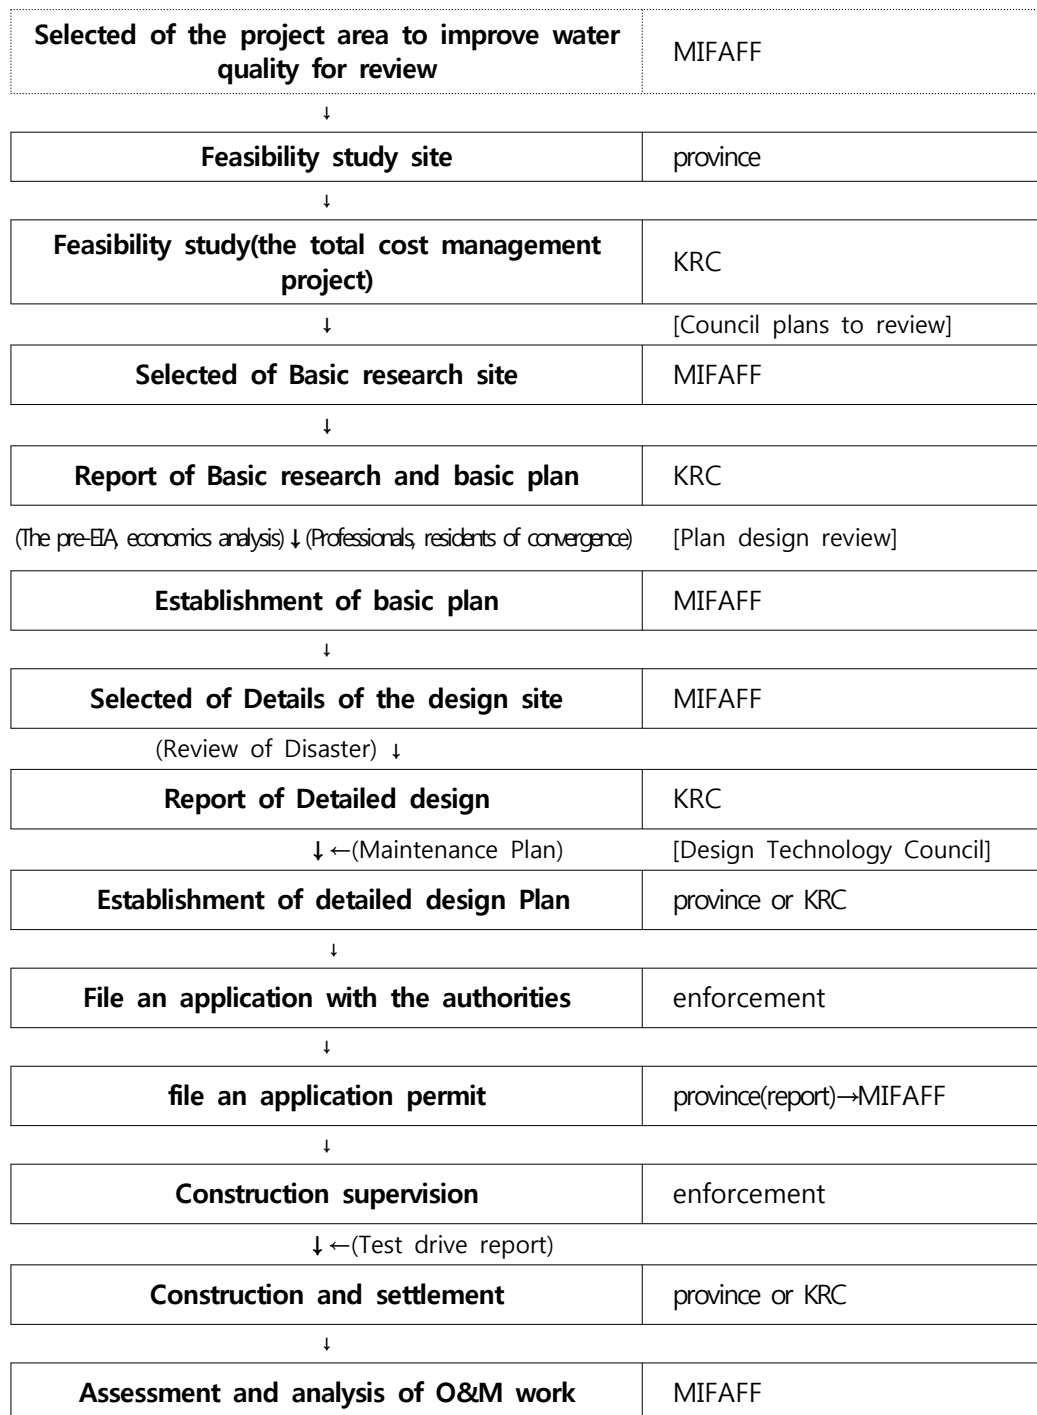 Selected of the project area to improve water
quality for review
MIFAFF
↓
Feasibility study site
province
↓
Feasibility study(the total cost management
project)
KRC
↓
[Council plans to review]
Selected of Basic research site
MIFAFF
↓
Report of Basic research and basic plan
KRC
(The pre-EIA, economics analysis) ↓ (Professionals, residents of convergence)
[Plan design review]
Establishment of basic plan
MIFAFF
↓
Selected of Details of the design site
MIFAFF
(Review of Disaster) ↓
Report of Detailed design
KRC
↓ ←(Maintenance Plan)
[Design Technology Council]
Establishment of detailed design Plan
province or KRC
↓
File an application with the authorities
enforcement
↓
file an application permit
province(report)→MIFAFF
↓
Construction supervision
enforcement
↓ ←(Test drive report)
Construction and settlement
province or KRC
↓
Assessment and analysis of O&M work
MIFAFF